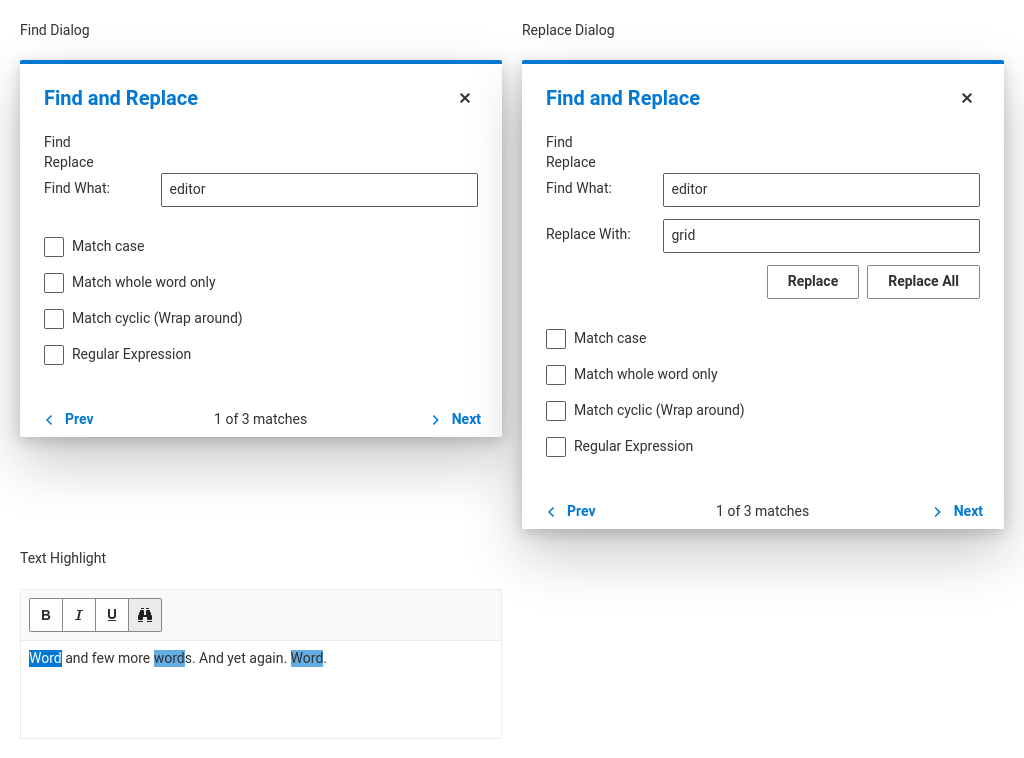 Find Dialog
Find and Replace
✕
Find
Replace
Find What:
editor
Match case
Match whole word only
Match cyclic (Wrap around)
Regular Expression
Prev
1 of 3 matches
Next
Replace Dialog
Find and Replace
✕
Find
Replace
Find What:
editor
Replace With:
grid
Replace
Replace All
Match case
Match whole word only
Match cyclic (Wrap around)
Regular Expression
Prev
1 of 3 matches
Next
Text Highlight
B I U
Word and few more words. And yet again. Word.